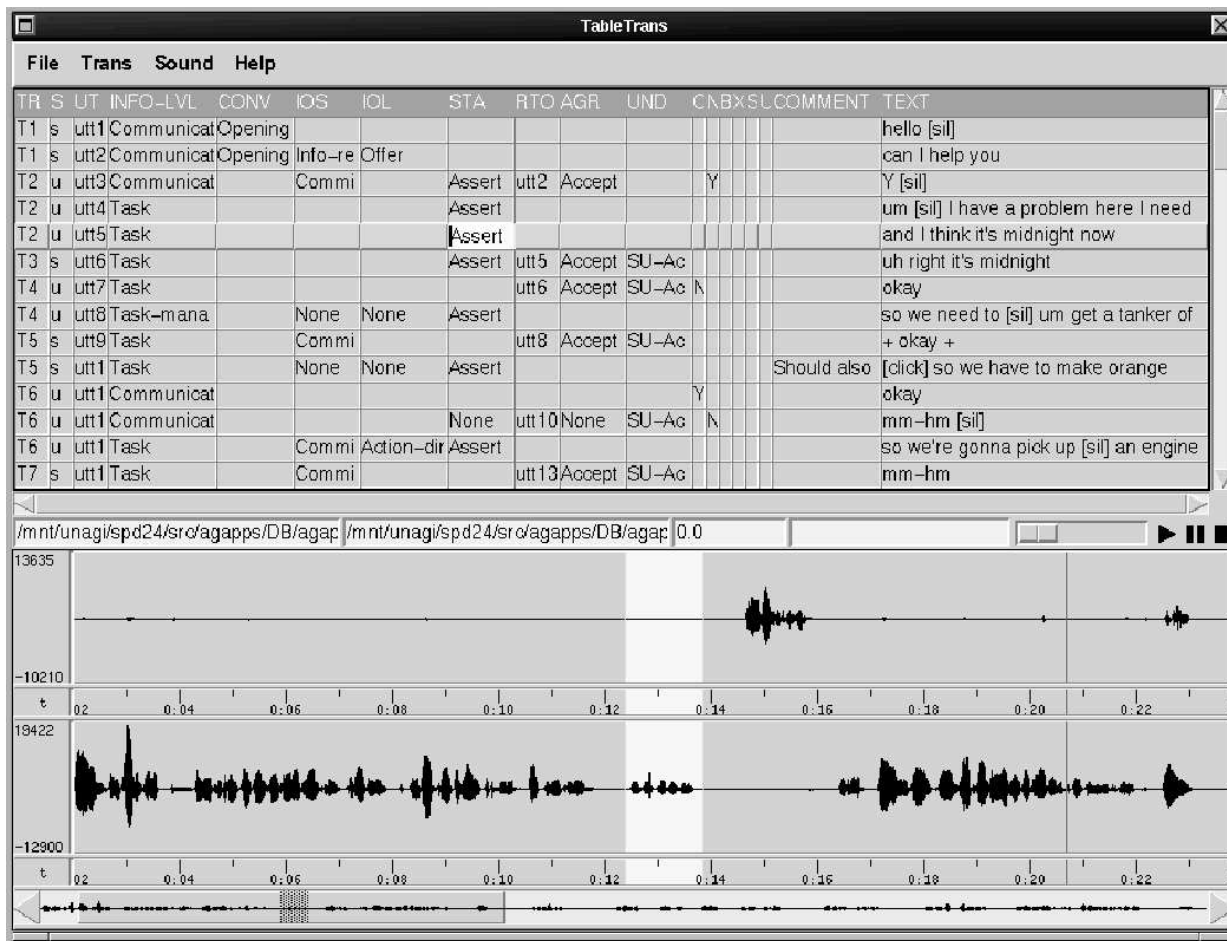 TableTrans
File Trans Sound Help
TR S UT INFO-LVL CONV IOS IOL STA RTO AGR UND C N B X S U COMMENT TEXT
T1 s utt1 Communicat Opening hello [sil]
T1 s utt2 Communicat Opening Info-re Offer can I help you
T2 u utt3 Communicat Commi Assert utt2 Accept Y Y [sil]
T2 u utt4 Task Assert um [sil] I have a problem here I need
T2 u utt5 Task Assert and I think it's midnight now
T3 s utt6 Task Assert utt5 Accept SU-Ac uh right it's midnight
T4 u utt7 Task utt6 Accept SU-Ac N okay
T4 u utt8 Task-mana None None Assert so we need to [sil] um get a tanker of
T5 s utt9 Task Commi utt8 Accept SU-Ac + okay +
T5 s utt1 Task None None Assert Should also [click] so we have to make orange
T6 u utt1 Communicat Y okay
T6 u utt1 Communicat None utt10 None SU-Ac N mm-hm [sil]
T6 u utt1 Task Commi Action-dir Assert so we're gonna pick up [sil] an engine
T7 s utt1 Task Commi utt13 Accept SU-Ac mm-hm
/mnt/unagi/spd24/src/agapps/DB/agap /mnt/unagi/spd24/src/agapps/DB/agap 0.0
13635
-10210
t 02 0:04 0:06 0:08 0:10 0:12 0:14 0:16 0:18 0:20 0:22
19422
-12900
t 02 0:04 0:06 0:08 0:10 0:12 0:14 0:16 0:18 0:20 0:22